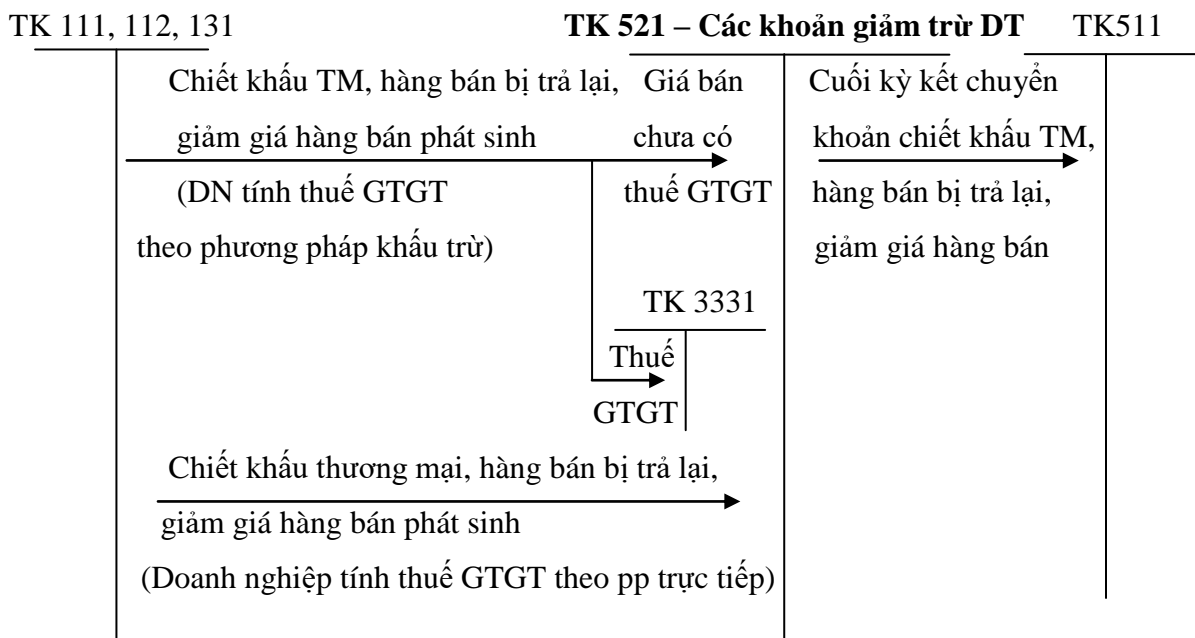 TK 111, 112, 131
TK 521 – Các khoản giảm trừ DT
TK511
Chiết khấu TM, hàng bán bị trả lại,
giảm giá hàng bán phát sinh
(DN tính thuế GTGT
theo phương pháp khấu trừ)
Giá bán
chưa có
thuế GTGT
Cuối kỳ kết chuyển
khoản chiết khấu TM,
hàng bán bị trả lại,
giảm giá hàng bán
TK 3331
Thuế
GTGT
Chiết khấu thương mại, hàng bán bị trả lại,
giảm giá hàng bán phát sinh
(Doanh nghiệp tính thuế GTGT theo pp trực tiếp)